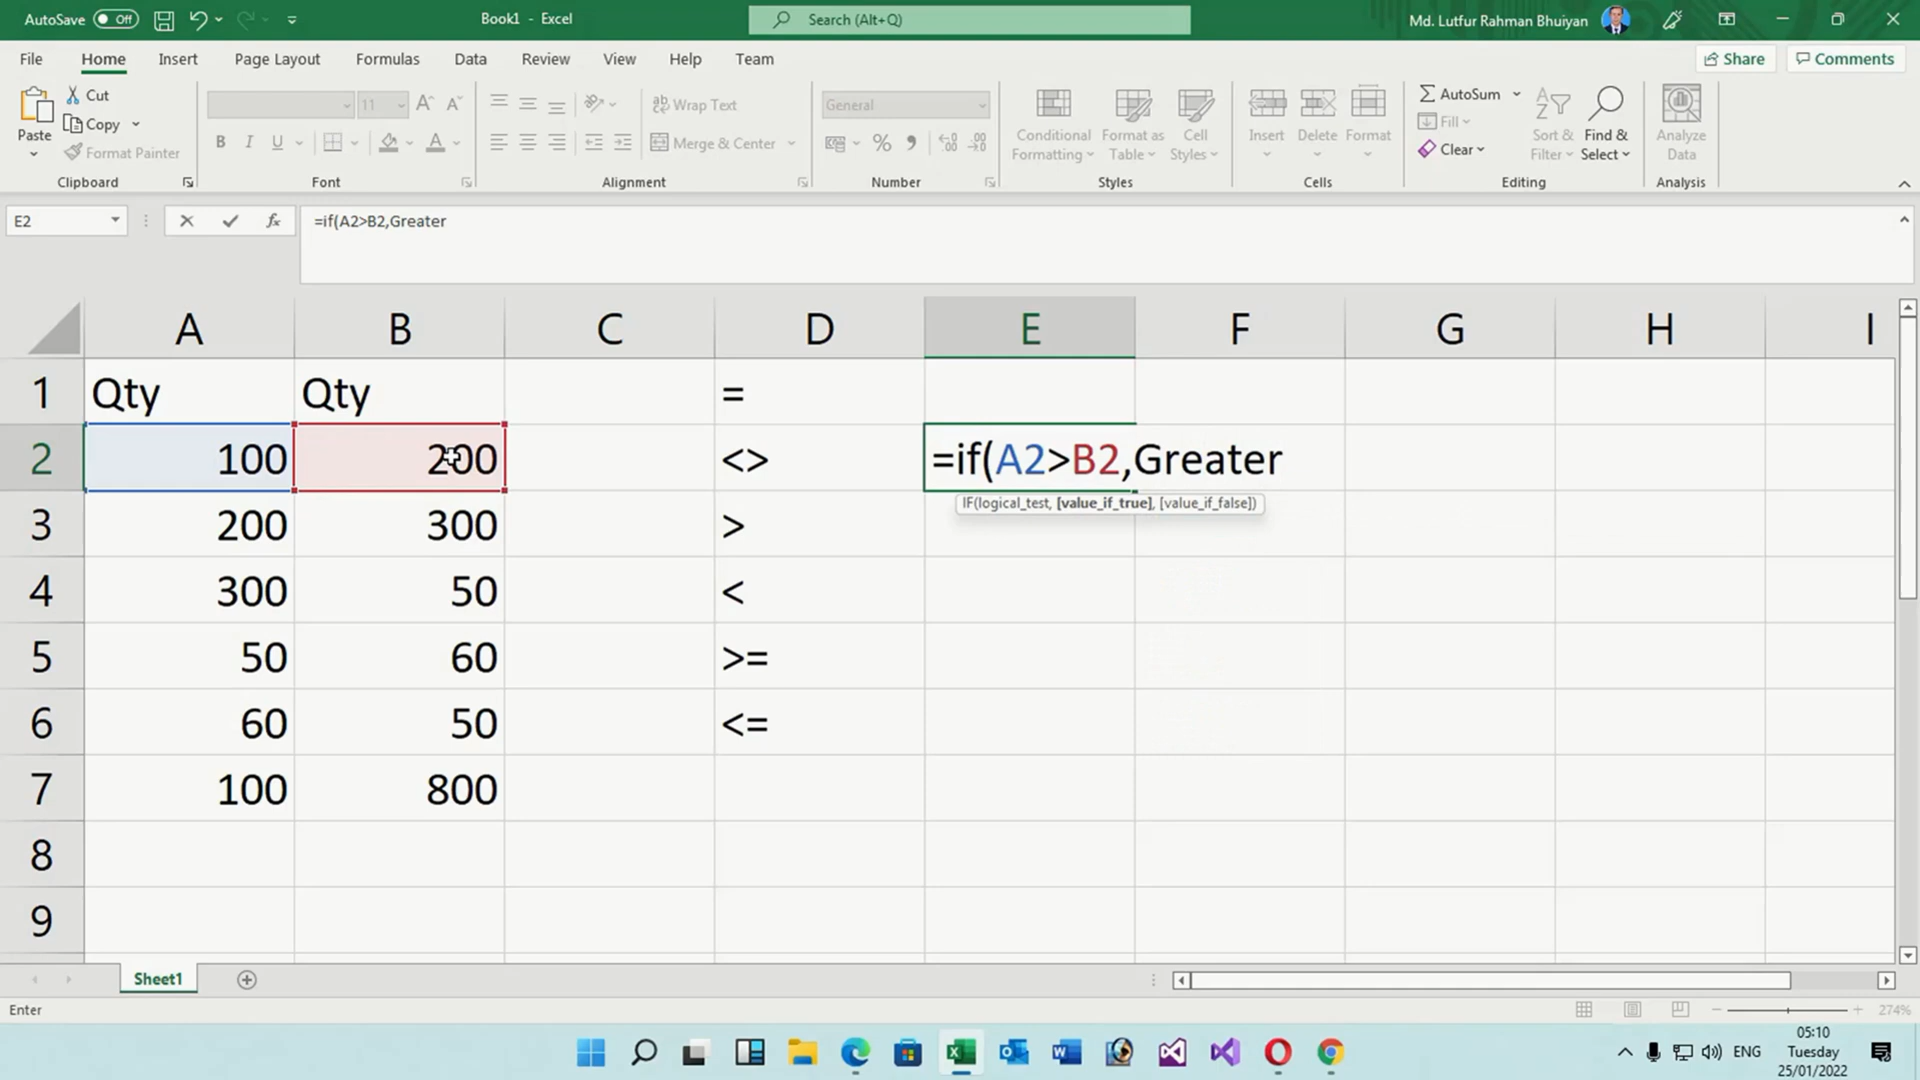 AutoSave Off Book1 - Excel Search (Alt+Q) Md. Lutfur Rahman Bhuiyan
File Home Insert Page Layout Formulas Data Review View Help Team Share Comments
Paste
Cut
Copy
Format Painter
Clipboard
11
A A
B I U A
Font
ab Wrap Text
Merge & Center
Alignment
General
% 9
Number
Conditional Formatting
Format as Table
Cell Styles
Styles
Insert Delete Format
Cells
AutoSum
Fill
Clear
Sort & Filter
Find & Select
Editing
Analyze Data
Analysis
E2 fx =if(A2>B2,Greater
A B C D E F G H I
1 Qty Qty =
2 100 200 <> =if(A2>B2,Greater
IF(logical_test, [value_if_true], [value_if_false])
3 200 300 >
4 300 50 <
5 50 60 >=
6 60 50 <=
7 100 800
8
9
Sheet1
Enter 274%
ENG
05:10
Tuesday
25/01/2022